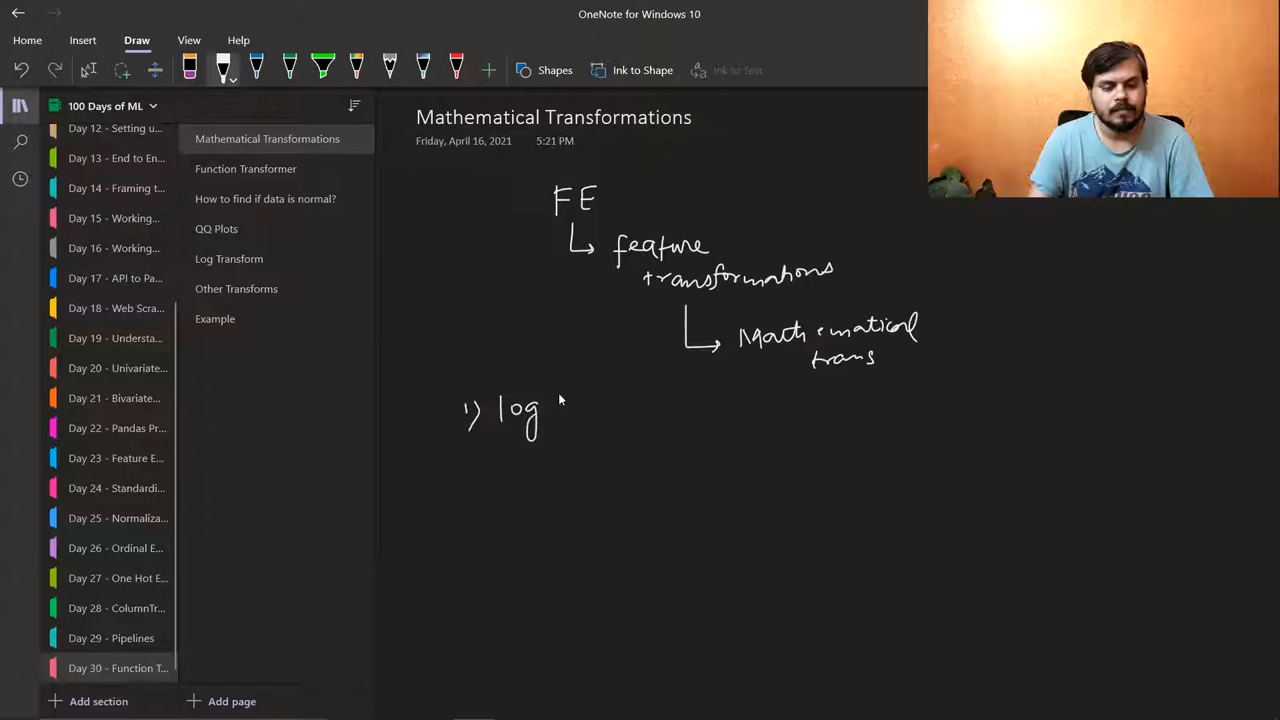 OneNote for Windows 10
Home Insert Draw View Help
Shapes Ink to Shape Ink to Text
100 Days of ML
Day 12 - Setting u...
Day 13 - End to En...
Day 14 - Framing t...
Day 15 - Working...
Day 16 - Working...
Day 17 - API to Pa...
Day 18 - Web Scra...
Day 19 - Understa...
Day 20 - Univariate...
Day 21 - Bivariate...
Day 22 - Pandas Pr...
Day 23 - Feature E...
Day 24 - Standardi...
Day 25 - Normaliza...
Day 26 - Ordinal E...
Day 27 - One Hot E...
Day 28 - ColumnTr...
Day 29 - Pipelines
Day 30 - Function T...
Add section
Mathematical Transformations
Function Transformer
How to find if data is normal?
QQ Plots
Log Transform
Other Transforms
Example
Add page
Mathematical Transformations
Friday, April 16, 2021 5:21 PM
FE
feature
transformations
Mathematical
trans
1) log